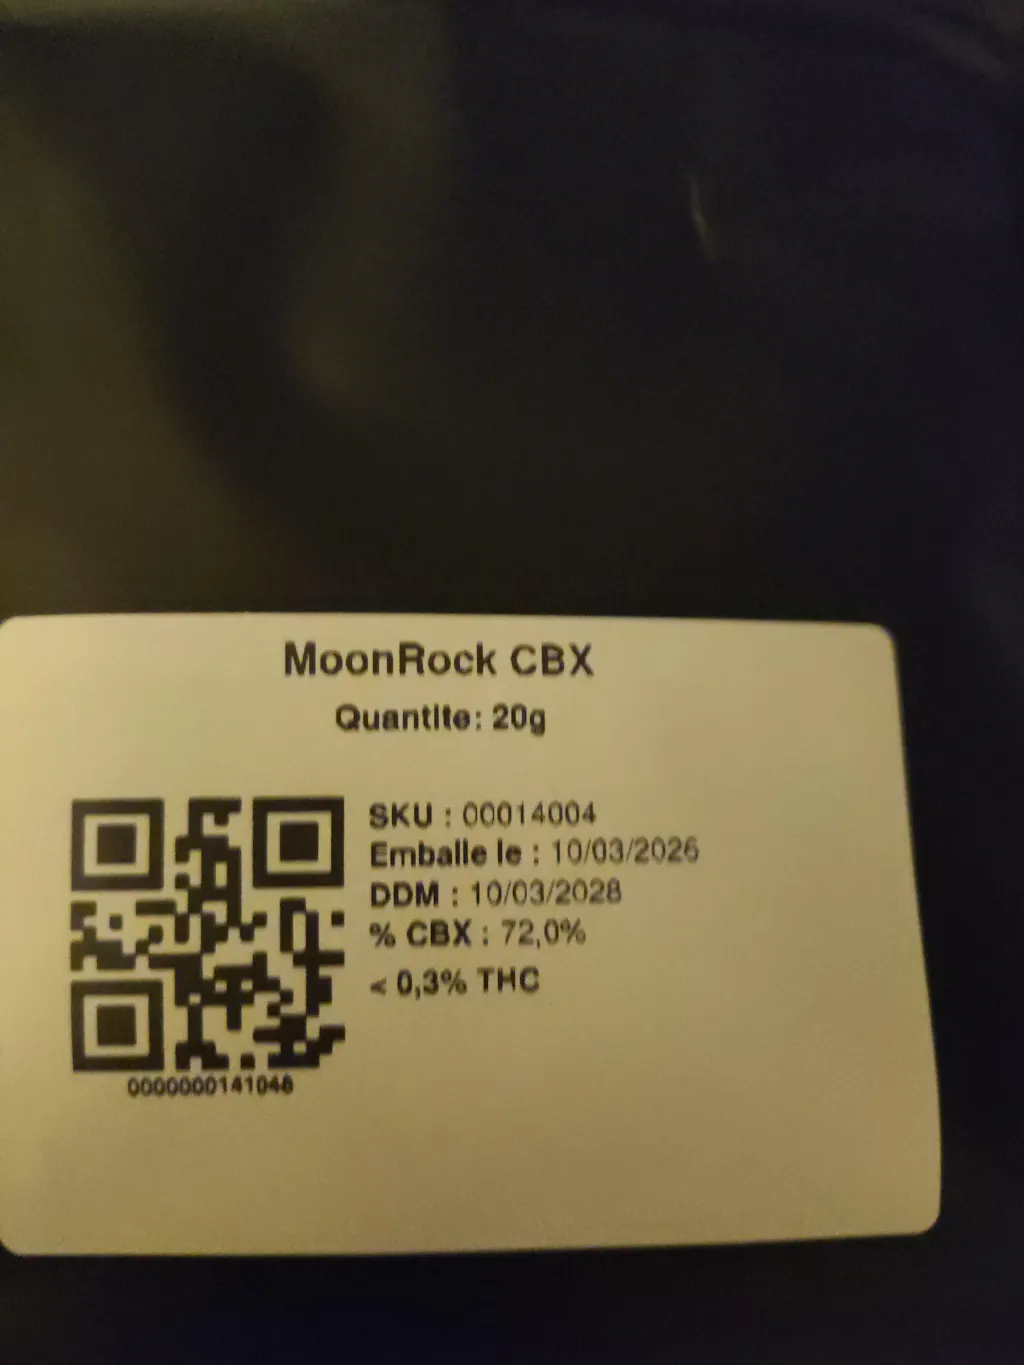 MoonRock CBX
Quantite: 20g
SKU : 00014004
Emballe le : 10/03/2026
DDM : 10/03/2028
% CBX : 72,0%
< 0,3% THC
0000000141048